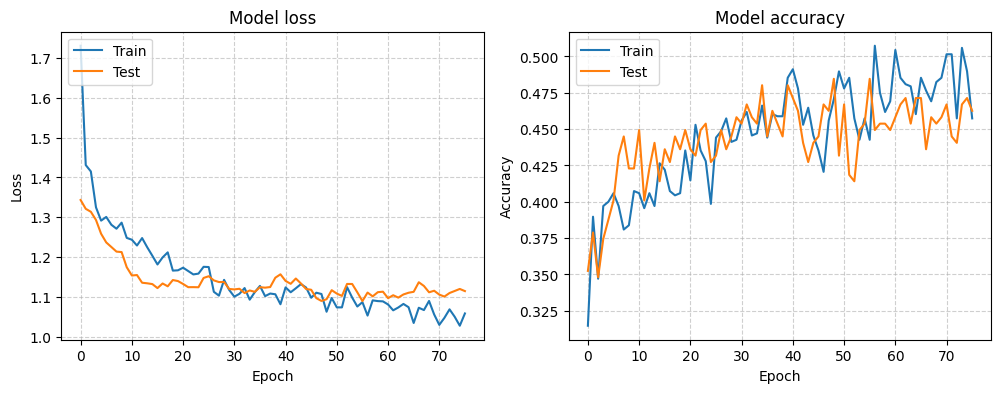 Model loss
Train
Test
1.7
1.6
1.5
1.4
1.3
1.2
1.1
1.0
Loss
0 10 20 30 40 50 60 70
Epoch
Model accuracy
Train
Test
0.500
0.475
0.450
0.425
0.400
0.375
0.350
0.325
Accuracy
0 10 20 30 40 50 60 70
Epoch